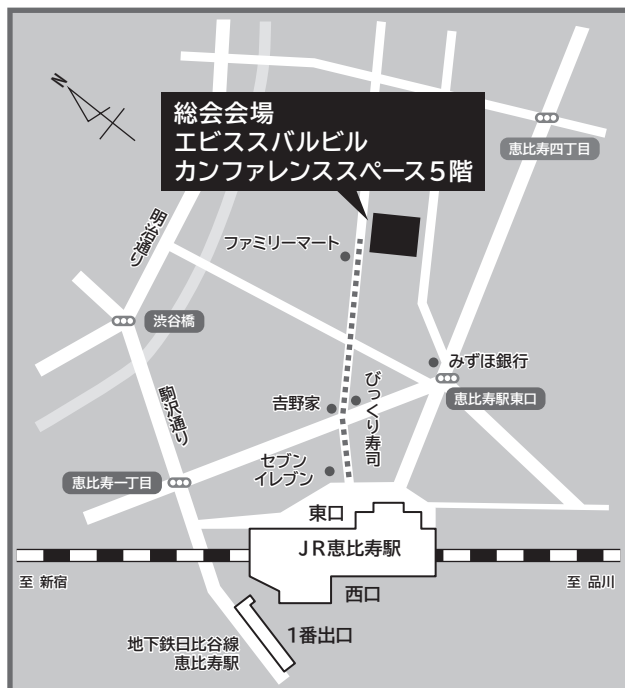 N
総会会場
エビススバルビル
カンファレンススペース5階
恵比寿四丁目
明治通り
ファミリーマート
渋谷橋
みずほ銀行
恵比寿駅東口
びっくり寿司
吉野家
駒沢通り
セブン
イレブン
恵比寿一丁目
東口
JR恵比寿駅
至 新宿
至 品川
西口
1番出口
地下鉄日比谷線
恵比寿駅